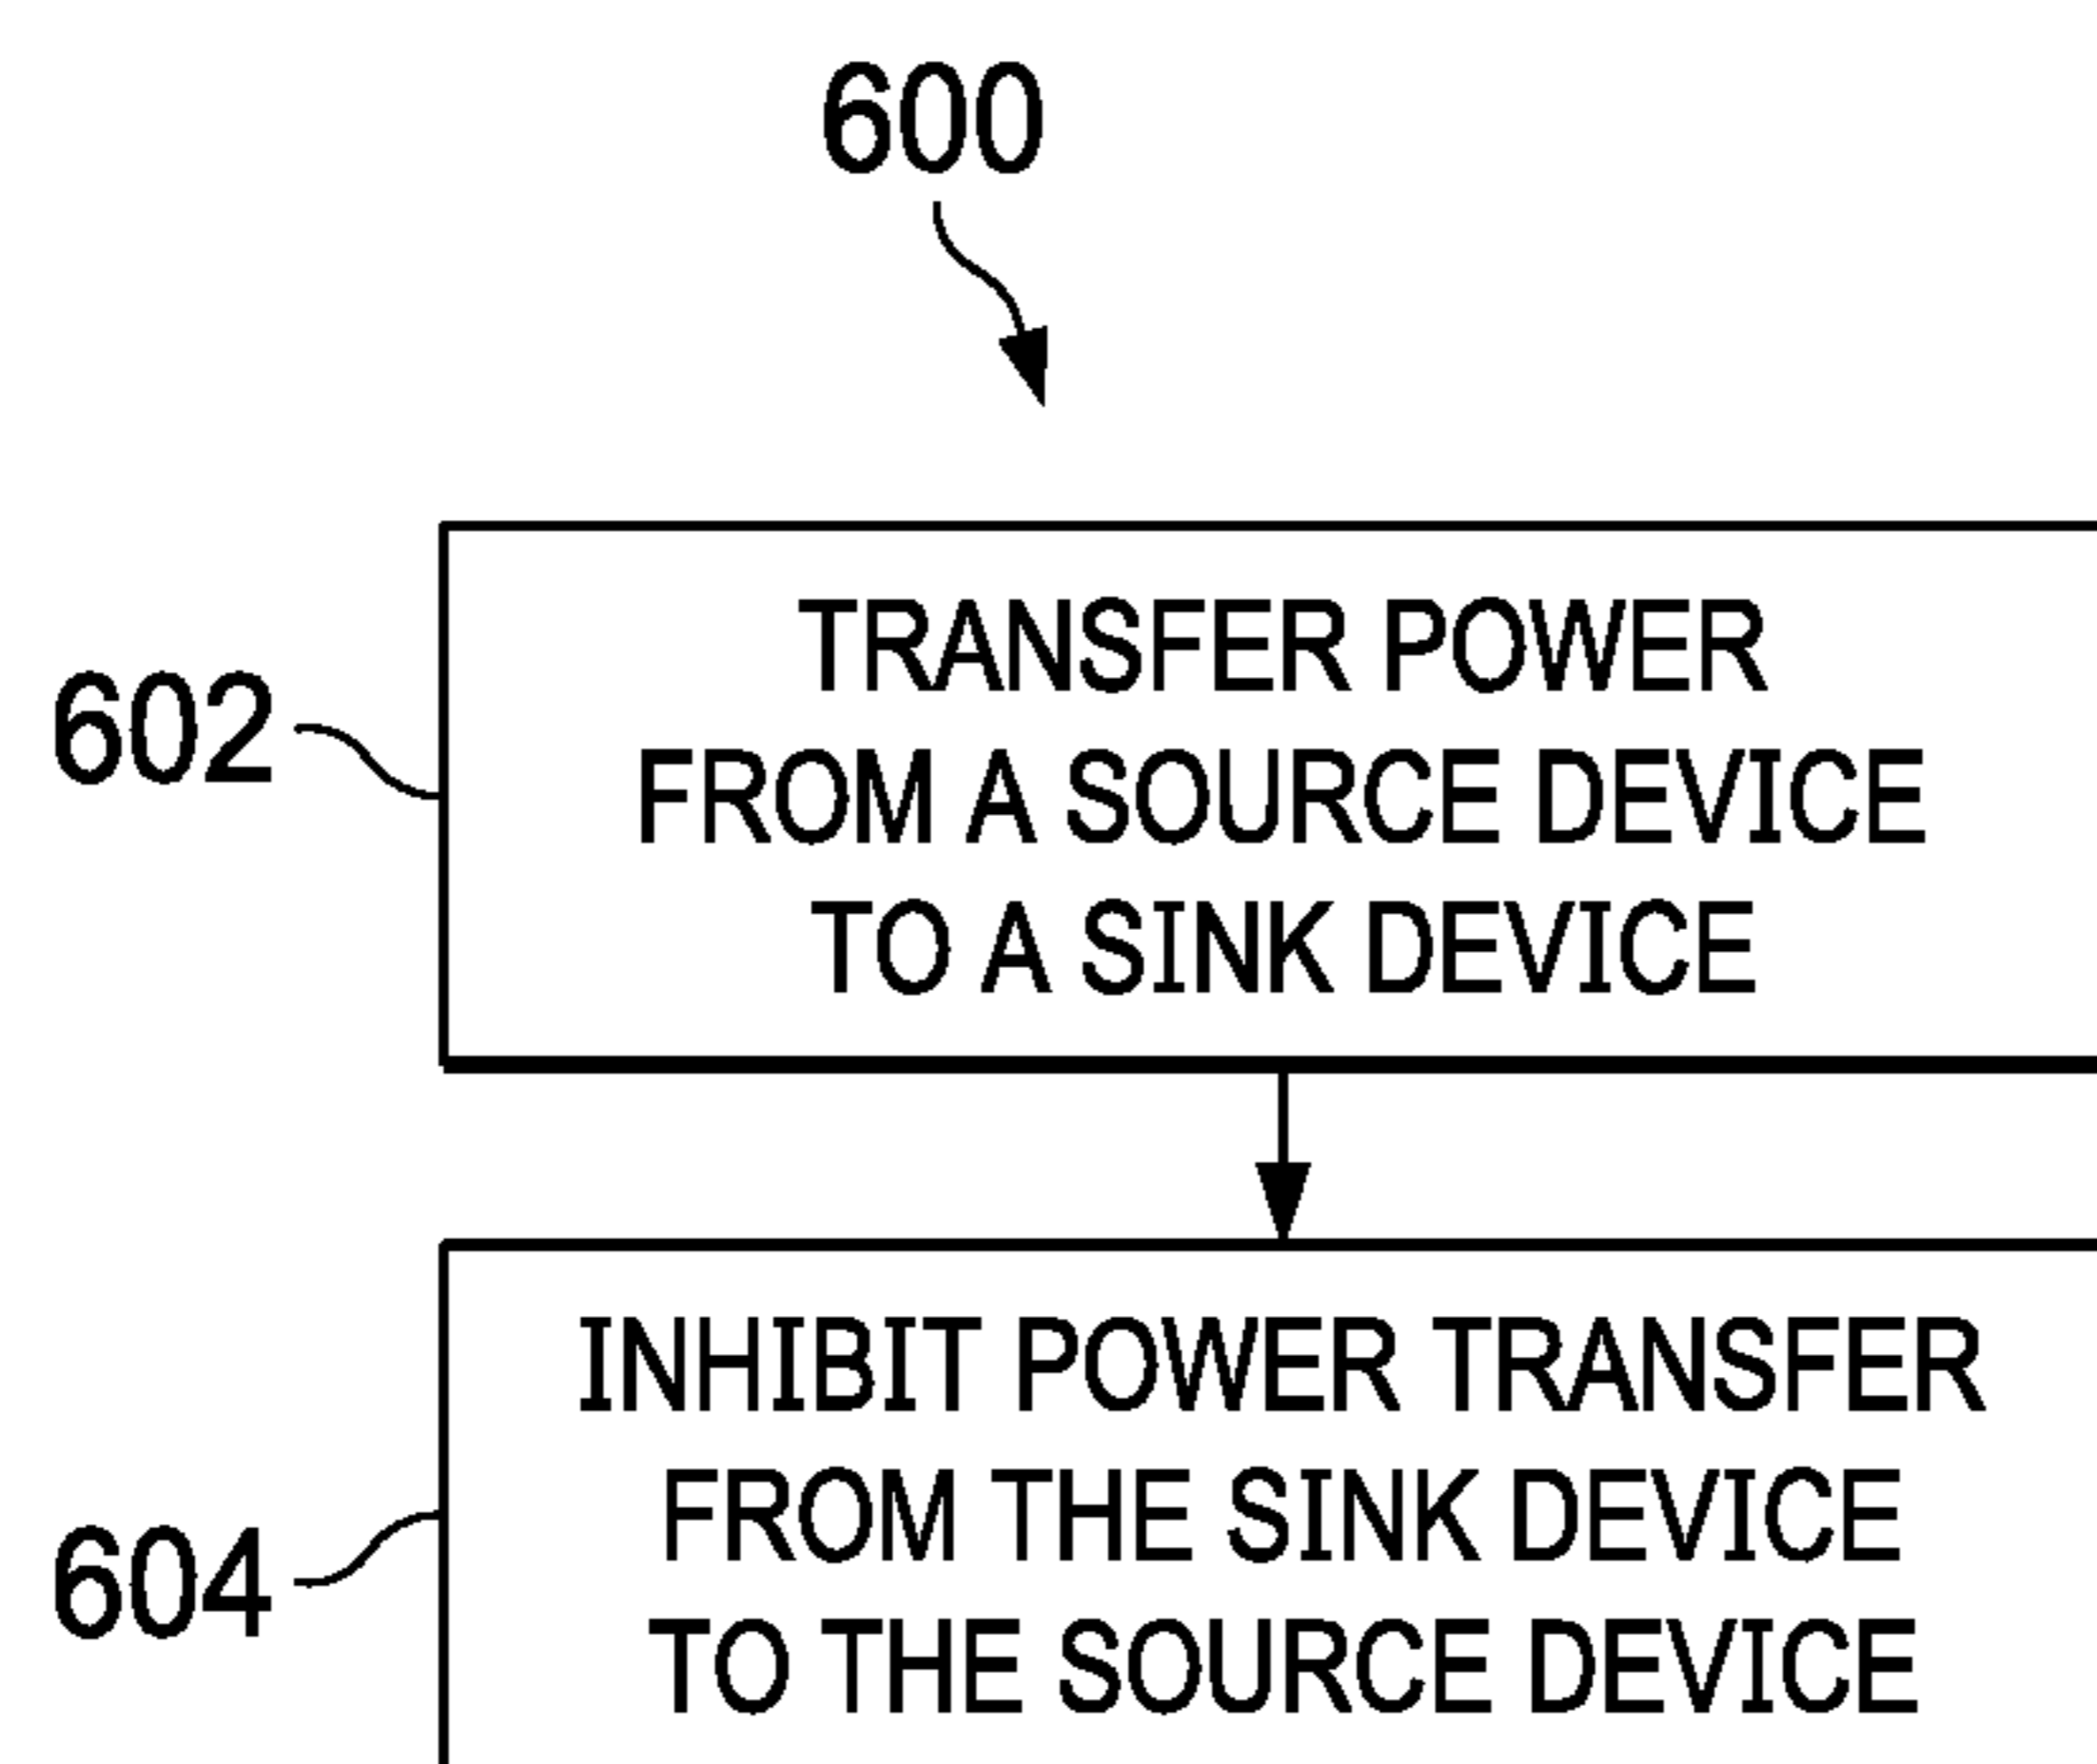 600
602
TRANSFER POWER
FROM A SOURCE DEVICE
TO A SINK DEVICE
604
INHIBIT POWER TRANSFER
FROM THE SINK DEVICE
TO THE SOURCE DEVICE